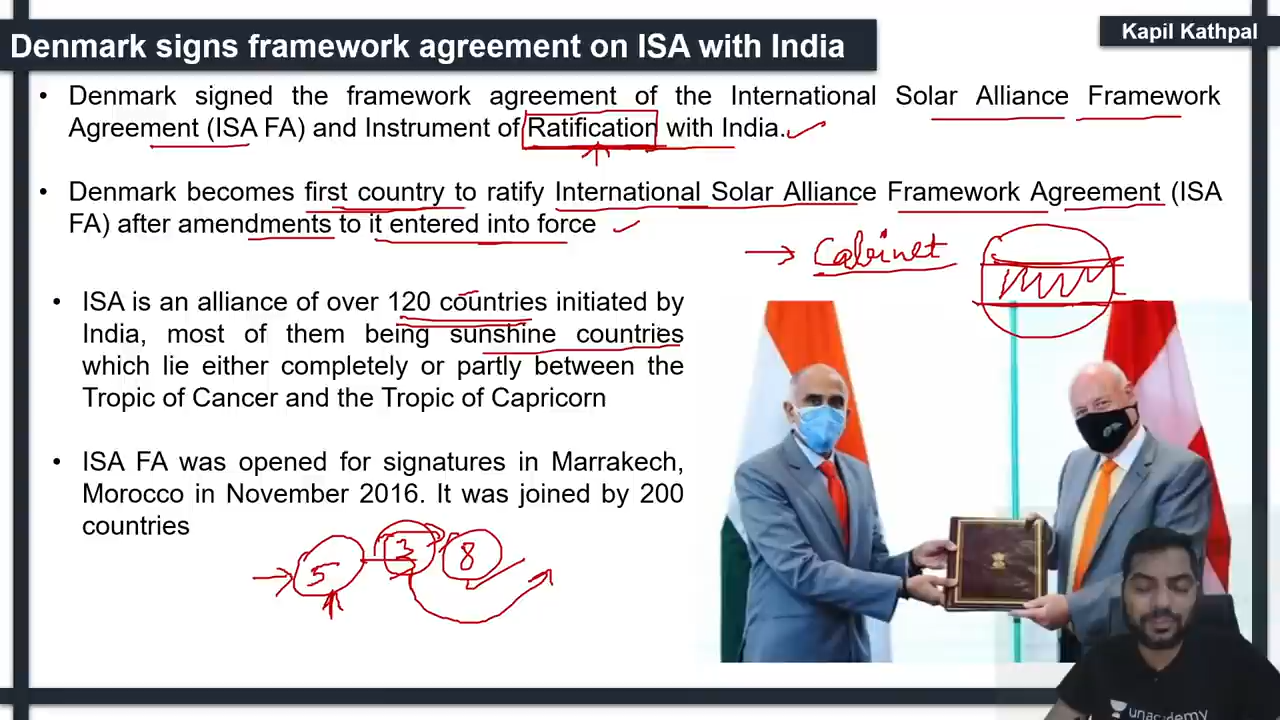 Denmark signs framework agreement on ISA with India
Kapil Kathpal
• Denmark signed the framework agreement of the International Solar Alliance Framework
Agreement (ISA FA) and Instrument of Ratification with India.
• Denmark becomes first country to ratify International Solar Alliance Framework Agreement (ISA
FA) after amendments to it entered into force
→ Cabinet
• ISA is an alliance of over 120 countries initiated by
India, most of them being sunshine countries
which lie either completely or partly between the
Tropic of Cancer and the Tropic of Capricorn
• ISA FA was opened for signatures in Marrakech,
Morocco in November 2016. It was joined by 200
countries
5 3 8
unacademy